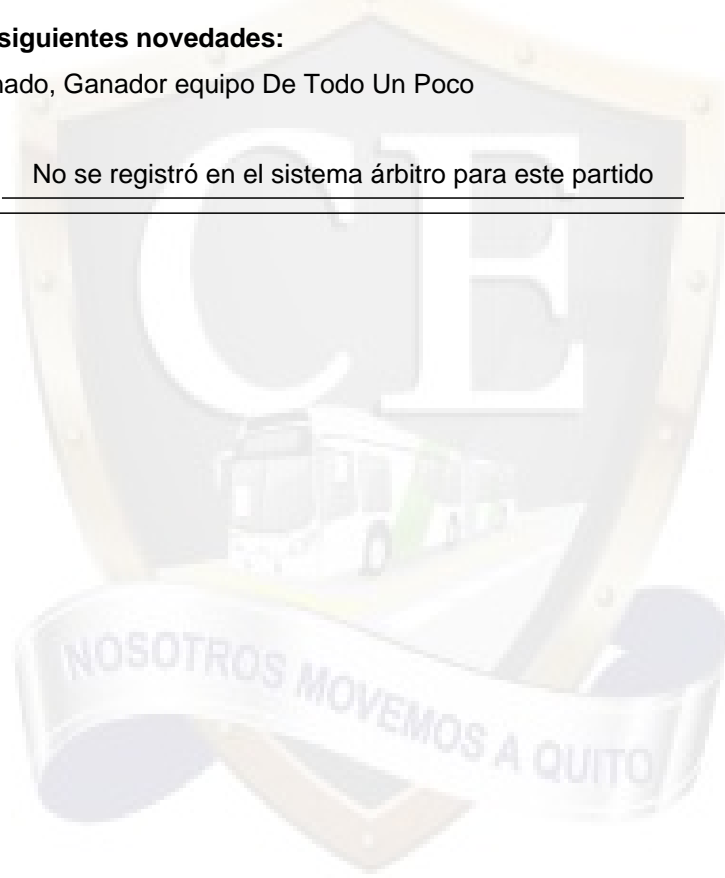 siguientes novedades:
nado, Ganador equipo De Todo Un Poco
No se registró en el sistema árbitro para este partido
CE
NOSOTROS MOVEMOS A QUITO